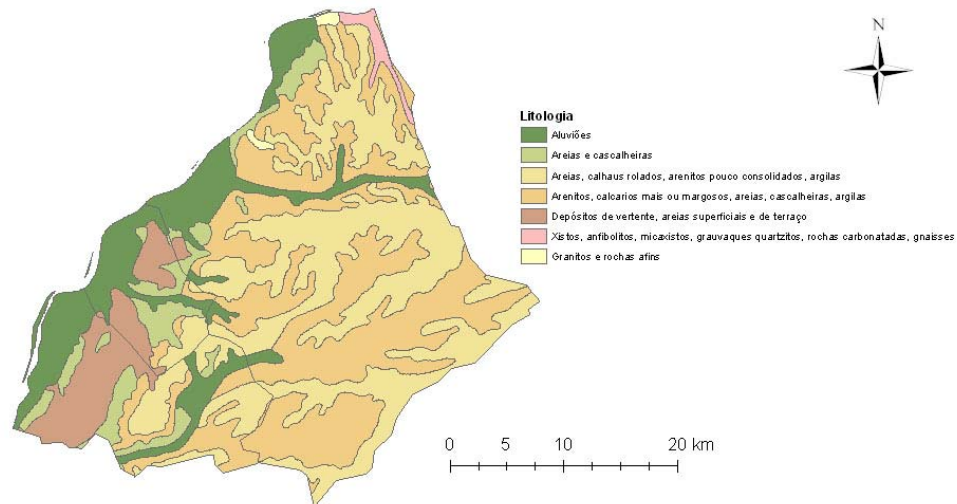 N
Litologia
Aluviões
Areias e cascalheiras
Areias, calhaus rolados, arenitos pouco consolidados, argilas
Arenitos, calcarios mais ou margosos, areias, cascalheiras, argilas
Depósitos de vertente, areias superficiais e de terraço
Xistos, anfibolitos, micaxistos, grauvaques quartzitos, rochas carbonatadas, gnaisses
Granitos e rochas afins
0 5 10 20 km